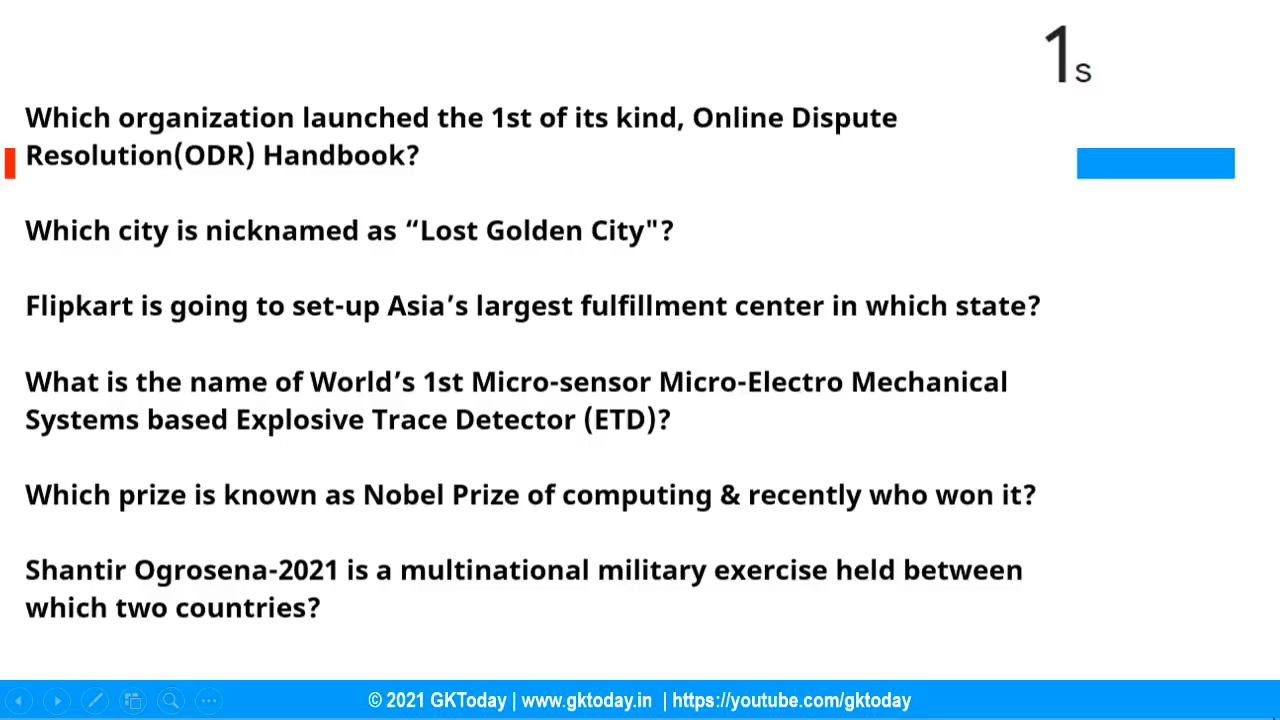 1s
Which organization launched the 1st of its kind, Online Dispute
Resolution(ODR) Handbook?
Which city is nicknamed as “Lost Golden City"?
Flipkart is going to set-up Asia’s largest fulfillment center in which state?
What is the name of World’s 1st Micro-sensor Micro-Electro Mechanical
Systems based Explosive Trace Detector (ETD)?
Which prize is known as Nobel Prize of computing & recently who won it?
Shantir Ogrosena-2021 is a multinational military exercise held between
which two countries?
© 2021 GKToday | www.gktoday.in | https://youtube.com/gktoday